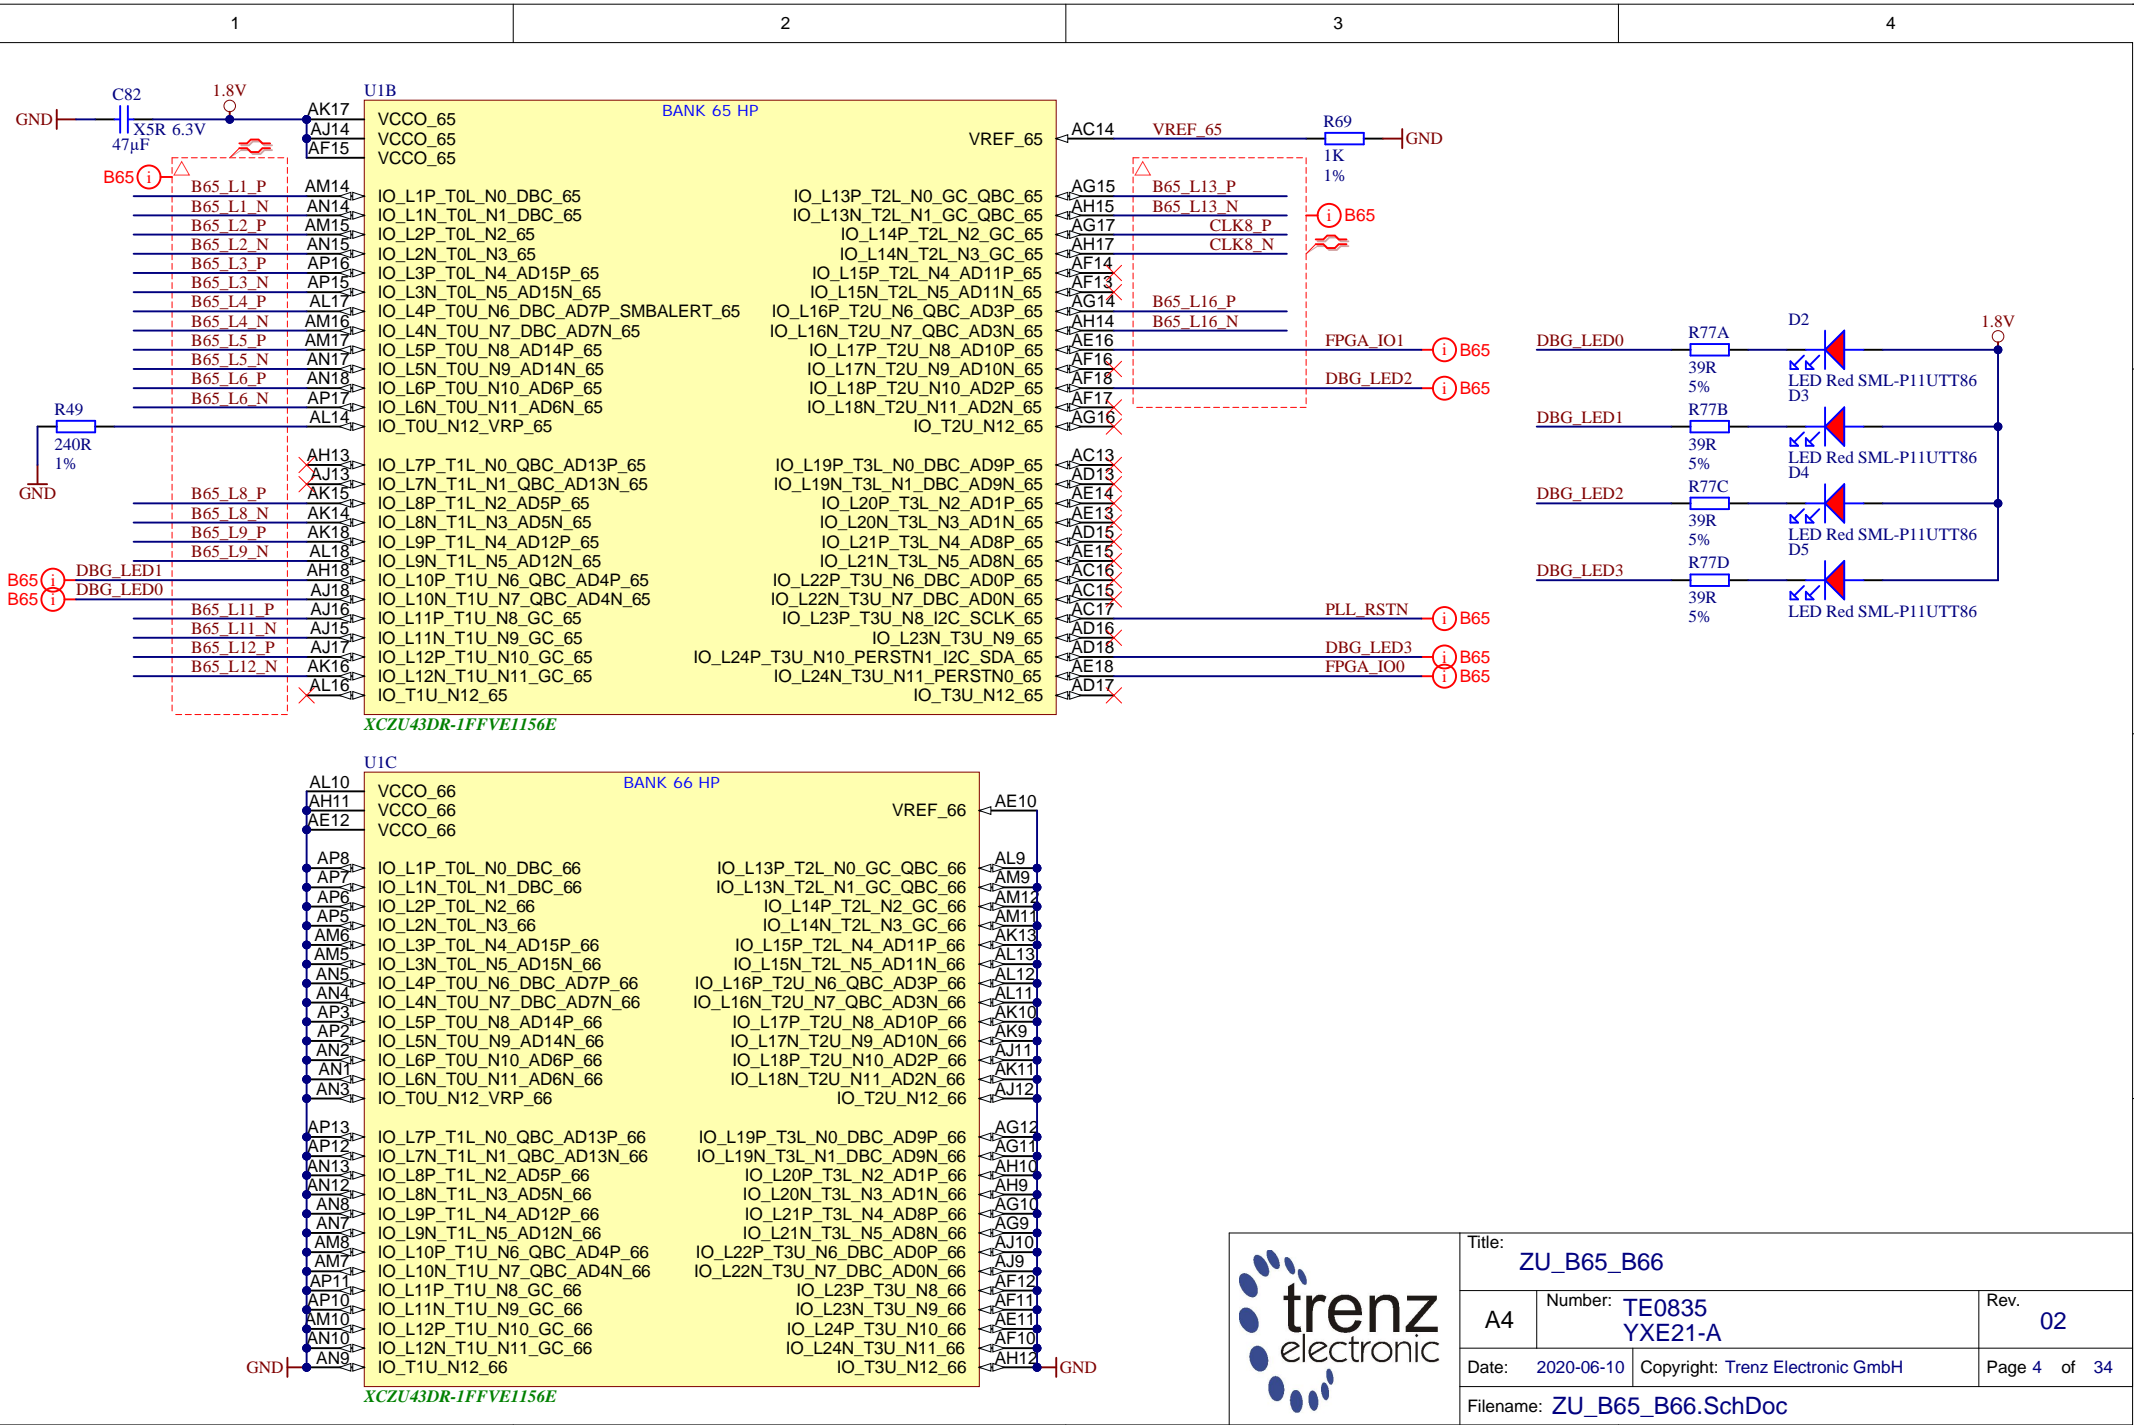 1 2 3 4
U1B
BANK 65 HP
C82
1.8V
GND
X5R 6.3V
47µF
AK17 VCCO_65
AJ14 VCCO_65
AF15 VCCO_65
VREF_65 AC14 VREF_65
R69
1K
1%
GND
B65
B65_L1_P AM14 IO_L1P_T0L_N0_DBC_65
B65_L1_N AN14 IO_L1N_T0L_N1_DBC_65
B65_L2_P AM15 IO_L2P_T0L_N2_65
B65_L2_N AN15 IO_L2N_T0L_N3_65
B65_L3_P AP16 IO_L3P_T0L_N4_AD15P_65
B65_L3_N AP15 IO_L3N_T0L_N5_AD15N_65
B65_L4_P AL17 IO_L4P_T0U_N6_DBC_AD7P_SMBALERT_65
B65_L4_N AM16 IO_L4N_T0U_N7_DBC_AD7N_65
B65_L5_P AM17 IO_L5P_T0U_N8_AD14P_65
B65_L5_N AN17 IO_L5N_T0U_N9_AD14N_65
B65_L6_P AN18 IO_L6P_T0U_N10_AD6P_65
B65_L6_N AP17 IO_L6N_T0U_N11_AD6N_65
AL14 IO_T0U_N12_VRP_65
R49
240R
1%
GND
AH13 IO_L7P_T1L_N0_QBC_AD13P_65
AJ13 IO_L7N_T1L_N1_QBC_AD13N_65
B65_L8_P AK15 IO_L8P_T1L_N2_AD5P_65
B65_L8_N AK14 IO_L8N_T1L_N3_AD5N_65
B65_L9_P AK18 IO_L9P_T1L_N4_AD12P_65
B65_L9_N AL18 IO_L9N_T1L_N5_AD12N_65
B65 i DBG_LED1 AH18 IO_L10P_T1U_N6_QBC_AD4P_65
B65 i DBG_LED0 AJ18 IO_L10N_T1U_N7_QBC_AD4N_65
B65_L11_P AJ16 IO_L11P_T1U_N8_GC_65
B65_L11_N AJ15 IO_L11N_T1U_N9_GC_65
B65_L12_P AJ17 IO_L12P_T1U_N10_GC_65
B65_L12_N AK16 IO_L12N_T1U_N11_GC_65
AL16 IO_T1U_N12_65
IO_L13P_T2L_N0_GC_QBC_65 AG15 B65_L13_P
IO_L13N_T2L_N1_GC_QBC_65 AH15 B65_L13_N i B65
IO_L14P_T2L_N2_GC_65 AG17 CLK8_P
IO_L14N_T2L_N3_GC_65 AH17 CLK8_N
IO_L15P_T2L_N4_AD11P_65 AF14
IO_L15N_T2L_N5_AD11N_65 AF13
IO_L16P_T2U_N6_QBC_AD3P_65 AG14 B65_L16_P
IO_L16N_T2U_N7_QBC_AD3N_65 AH14 B65_L16_N
IO_L17P_T2U_N8_AD10P_65 AE16 FPGA_IO1 i B65
IO_L17N_T2U_N9_AD10N_65 AF16
IO_L18P_T2U_N10_AD2P_65 AF18 DBG_LED2 i B65
IO_L18N_T2U_N11_AD2N_65 AF17
IO_T2U_N12_65 AG16
IO_L19P_T3L_N0_DBC_AD9P_65 AC13
IO_L19N_T3L_N1_DBC_AD9N_65 AD13
IO_L20P_T3L_N2_AD1P_65 AE14
IO_L20N_T3L_N3_AD1N_65 AE13
IO_L21P_T3L_N4_AD8P_65 AD15
IO_L21N_T3L_N5_AD8N_65 AE15
IO_L22P_T3U_N6_DBC_AD0P_65 AC16
IO_L22N_T3U_N7_DBC_AD0N_65 AC15
IO_L23P_T3U_N8_I2C_SCLK_65 AC17 PLL_RSTN i B65
IO_L23N_T3U_N9_65 AD16
IO_L24P_T3U_N10_PERSTN1_I2C_SDA_65 AD18 DBG_LED3 i B65
IO_L24N_T3U_N11_PERSTN0_65 AE18 FPGA_IO0 i B65
IO_T3U_N12_65 AD17
XCZU43DR-1FFVE1156E
1.8V
DBG_LED0 R77A 39R 5% D2 LED Red SML-P11UTT86
DBG_LED1 R77B 39R 5% D3 LED Red SML-P11UTT86
DBG_LED2 R77C 39R 5% D4 LED Red SML-P11UTT86
DBG_LED3 R77D 39R 5% D5 LED Red SML-P11UTT86
U1C
BANK 66 HP
AL10 VCCO_66
AH11 VCCO_66
AE12 VCCO_66
VREF_66 AE10
AP8 IO_L1P_T0L_N0_DBC_66
AP7 IO_L1N_T0L_N1_DBC_66
AP6 IO_L2P_T0L_N2_66
AP5 IO_L2N_T0L_N3_66
AM6 IO_L3P_T0L_N4_AD15P_66
AM5 IO_L3N_T0L_N5_AD15N_66
AN5 IO_L4P_T0U_N6_DBC_AD7P_66
AN4 IO_L4N_T0U_N7_DBC_AD7N_66
AP3 IO_L5P_T0U_N8_AD14P_66
AP2 IO_L5N_T0U_N9_AD14N_66
AN2 IO_L6P_T0U_N10_AD6P_66
AN1 IO_L6N_T0U_N11_AD6N_66
AN3 IO_T0U_N12_VRP_66
AP13 IO_L7P_T1L_N0_QBC_AD13P_66
AP12 IO_L7N_T1L_N1_QBC_AD13N_66
AN13 IO_L8P_T1L_N2_AD5P_66
AN12 IO_L8N_T1L_N3_AD5N_66
AN8 IO_L9P_T1L_N4_AD12P_66
AN7 IO_L9N_T1L_N5_AD12N_66
AM8 IO_L10P_T1U_N6_QBC_AD4P_66
AM7 IO_L10N_T1U_N7_QBC_AD4N_66
AP11 IO_L11P_T1U_N8_GC_66
AP10 IO_L11N_T1U_N9_GC_66
AM10 IO_L12P_T1U_N10_GC_66
AN10 IO_L12N_T1U_N11_GC_66
GND AN9 IO_T1U_N12_66
IO_L13P_T2L_N0_GC_QBC_66 AL9
IO_L13N_T2L_N1_GC_QBC_66 AM9
IO_L14P_T2L_N2_GC_66 AM12
IO_L14N_T2L_N3_GC_66 AM11
IO_L15P_T2L_N4_AD11P_66 AK13
IO_L15N_T2L_N5_AD11N_66 AL13
IO_L16P_T2U_N6_QBC_AD3P_66 AL12
IO_L16N_T2U_N7_QBC_AD3N_66 AL11
IO_L17P_T2U_N8_AD10P_66 AK10
IO_L17N_T2U_N9_AD10N_66 AK9
IO_L18P_T2U_N10_AD2P_66 AJ11
IO_L18N_T2U_N11_AD2N_66 AK11
IO_T2U_N12_66 AJ12
IO_L19P_T3L_N0_DBC_AD9P_66 AG12
IO_L19N_T3L_N1_DBC_AD9N_66 AG11
IO_L20P_T3L_N2_AD1P_66 AH10
IO_L20N_T3L_N3_AD1N_66 AH9
IO_L21P_T3L_N4_AD8P_66 AG10
IO_L21N_T3L_N5_AD8N_66 AG9
IO_L22P_T3U_N6_DBC_AD0P_66 AJ10
IO_L22N_T3U_N7_DBC_AD0N_66 AJ9
IO_L23P_T3U_N8_66 AF12
IO_L23N_T3U_N9_66 AF11
IO_L24P_T3U_N10_66 AE11
IO_L24N_T3U_N11_66 AF10
IO_T3U_N12_66 AH12 GND
XCZU43DR-1FFVE1156E
trenz
electronic
Title:
ZU_B65_B66
A4
Number: TE0835
YXE21-A
Rev.
02
Date: 2020-06-10 Copyright: Trenz Electronic GmbH Page 4 of 34
Filename: ZU_B65_B66.SchDoc